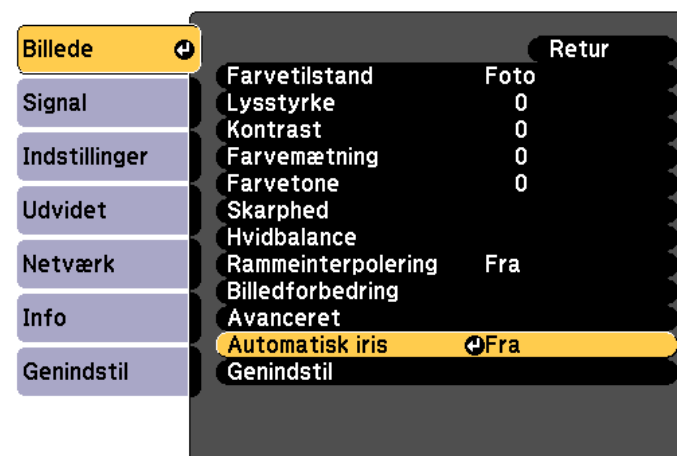 Billede
Signal
Indstillinger
Udvidet
Netværk
Info
Genindstil
Retur
Farvetilstand Foto
Lysstyrke 0
Kontrast 0
Farvemætning 0
Farvetone 0
Skarphed
Hvidbalance
Rammeinterpolering Fra
Billedforbedring
Avanceret
Automatisk iris Fra
Genindstil